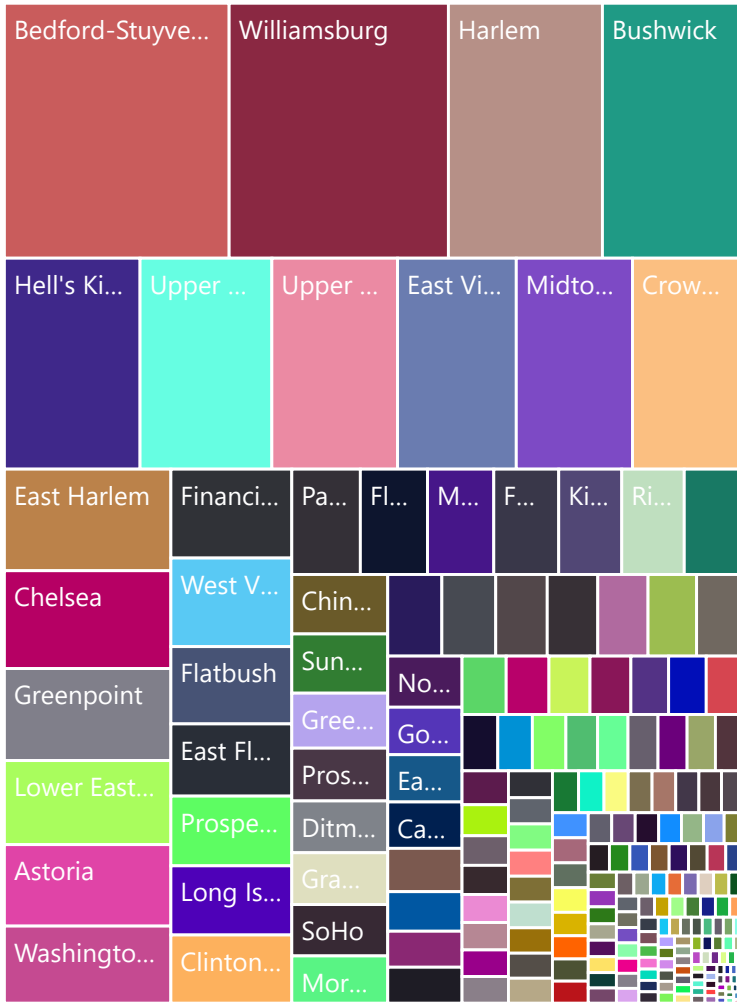 Bedford-Stuyve...
Williamsburg
Harlem
Bushwick
Hell's Ki...
Upper ...
Upper ...
East Vi...
Midto...
Crow...
East Harlem
Financi...
Pa...
Fl...
M...
F...
Ki...
Ri...
Chelsea
West V...
Chin...
Greenpoint
Flatbush
Sun...
No...
Gree...
Go...
East Fl...
Pros...
Ea...
Lower East...
Prospe...
Ditm...
Ca...
Astoria
Long Is...
Gra...
SoHo
Washingto...
Clinton...
Mor...